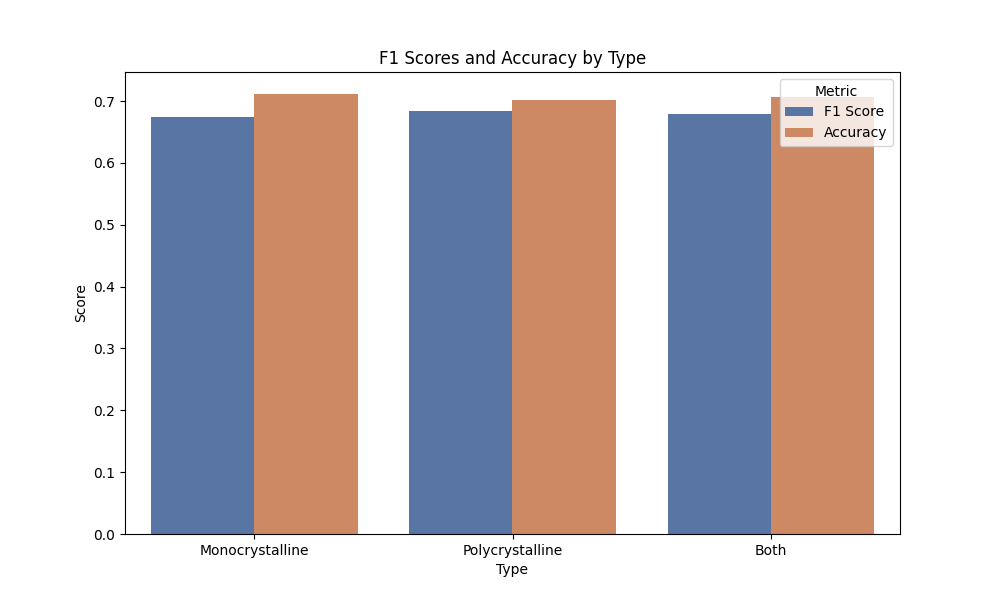 F1 Scores and Accuracy by Type
Metric
F1 Score
Accuracy
Score
0.7
0.6
0.5
0.4
0.3
0.2
0.1
0.0
Monocrystalline
Polycrystalline
Both
Type